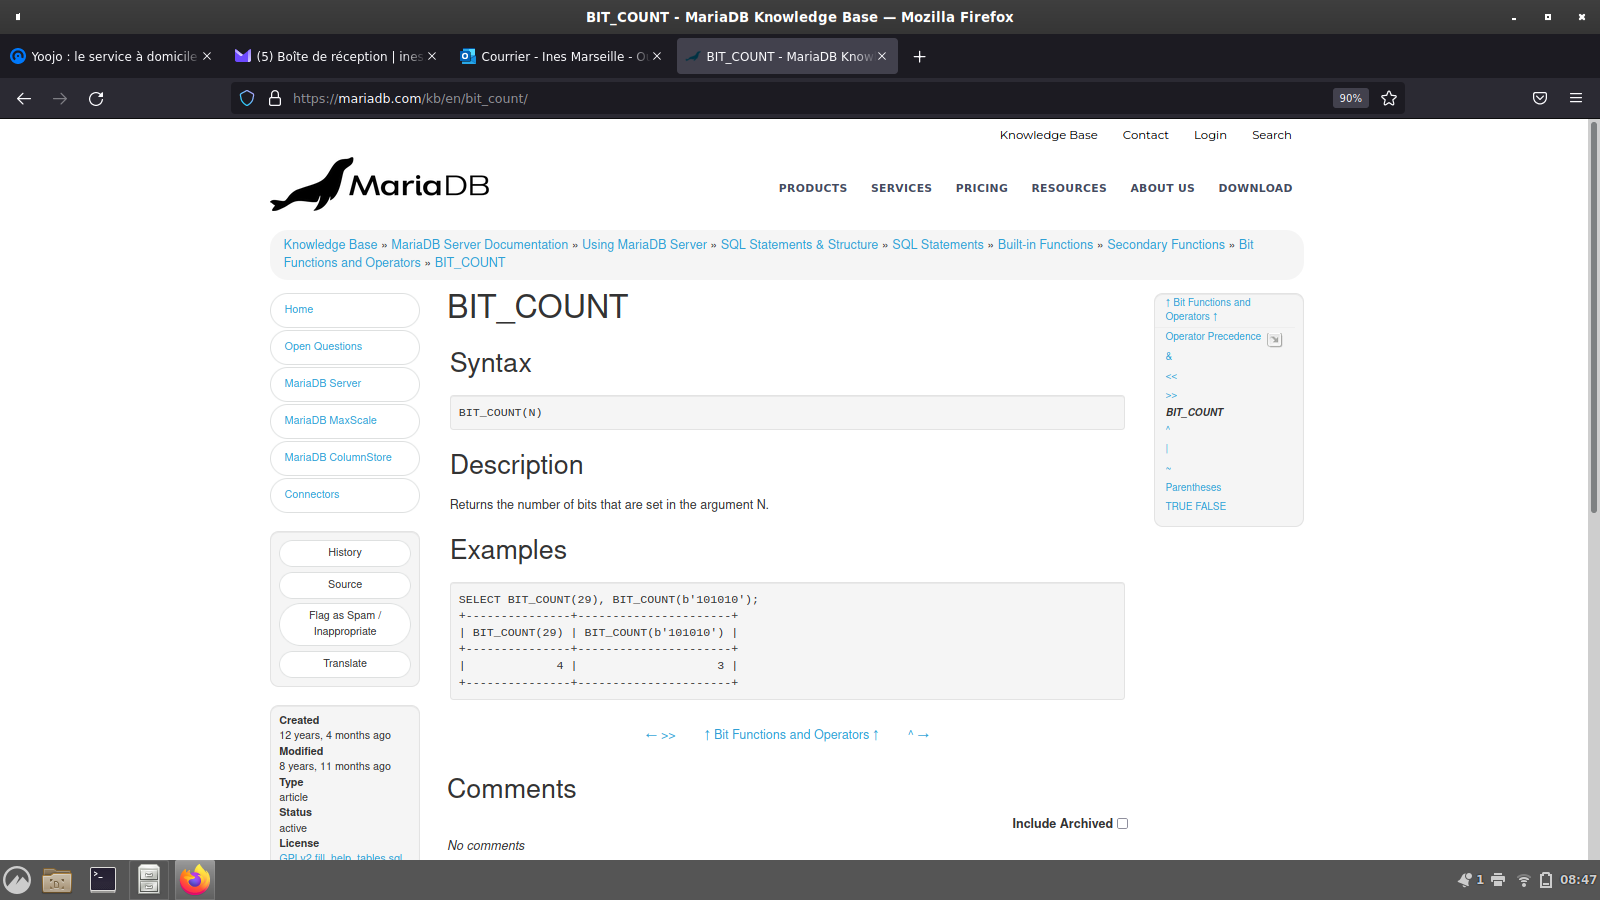 BIT_COUNT - MariaDB Knowledge Base — Mozilla Firefox
Yoojo : le service à domicile
(5) Boîte de réception | ines
Courrier - Ines Marseille - O
BIT_COUNT - MariaDB Know
https://mariadb.com/kb/en/bit_count/
90%
Knowledge Base Contact Login Search
MariaDB
PRODUCTS SERVICES PRICING RESOURCES ABOUT US DOWNLOAD
Knowledge Base » MariaDB Server Documentation » Using MariaDB Server » SQL Statements & Structure » SQL Statements » Built-in Functions » Secondary Functions » Bit
Functions and Operators » BIT_COUNT
Home
Open Questions
MariaDB Server
MariaDB MaxScale
MariaDB ColumnStore
Connectors
History
Source
Flag as Spam /
Inappropriate
Translate
Created
12 years, 4 months ago
Modified
8 years, 11 months ago
Type
article
Status
active
License
GPLv2 fill_help_tables.sql
BIT_COUNT
Syntax
BIT_COUNT(N)
Description
Returns the number of bits that are set in the argument N.
Examples
SELECT BIT_COUNT(29), BIT_COUNT(b'101010');
+---------------+----------------------+
| BIT_COUNT(29) | BIT_COUNT(b'101010') |
+---------------+----------------------+
|             4 |                    3 |
+---------------+----------------------+
← >> ↑ Bit Functions and Operators ↑ ^ →
Comments
Include Archived
No comments
↑ Bit Functions and
Operators ↑
Operator Precedence
&
<<
>>
BIT_COUNT
^
|
~
Parentheses
TRUE FALSE
1
08:47